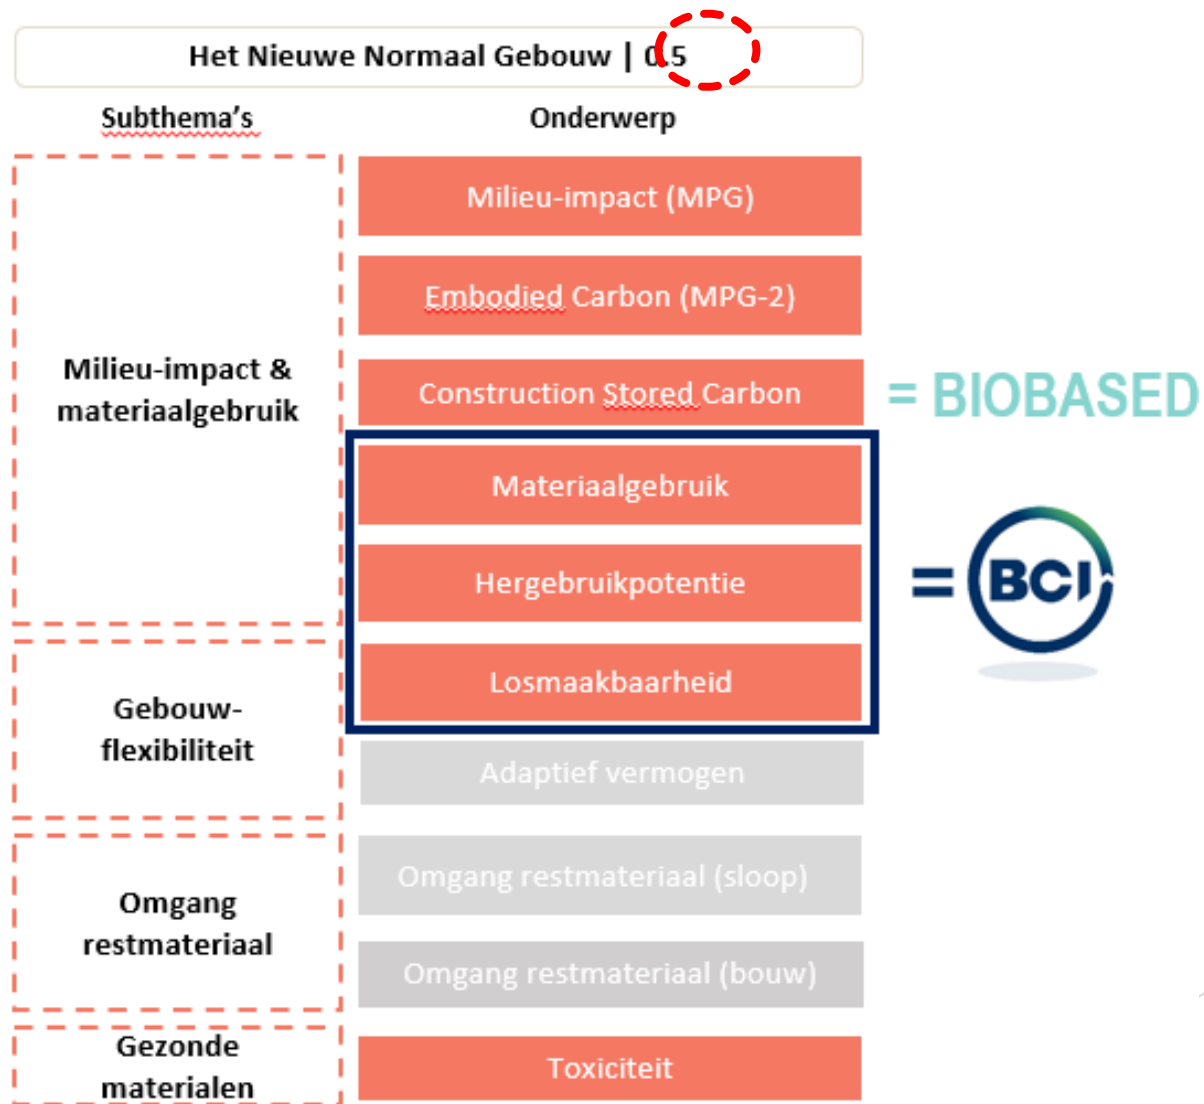 Het Nieuwe Normaal Gebouw | 0.5
Subthema's
Onderwerp
Milieu-impact &
materiaalgebruik
Milieu-impact (MPG)
Embodied Carbon (MPG-2)
Construction Stored Carbon
= BIOBASED
Materiaalgebruik
Hergebruikpotentie
= BCI
Gebouw-
flexibiliteit
Losmaakbaarheid
Adaptief vermogen
Omgang
restmateriaal
Omgang restmateriaal (sloop)
Omgang restmateriaal (bouw)
Gezonde
materialen
Toxiciteit